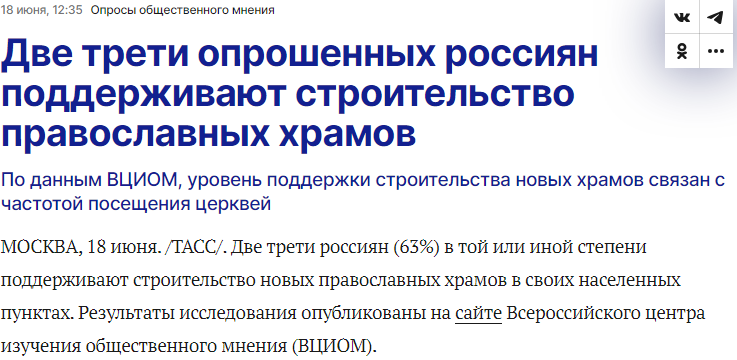 18 июня, 12:35 Опросы общественного мнения
Две трети опрошенных россиян
поддерживают строительство
православных храмов
По данным ВЦИОМ, уровень поддержки строительства новых храмов связан с
частотой посещения церквей
МОСКВА, 18 июня. /ТАСС/. Две трети россиян (63%) в той или иной степени
поддерживают строительство новых православных храмов в своих населенных
пунктах. Результаты исследования опубликованы на сайте Всероссийского центра
изучения общественного мнения (ВЦИОМ).